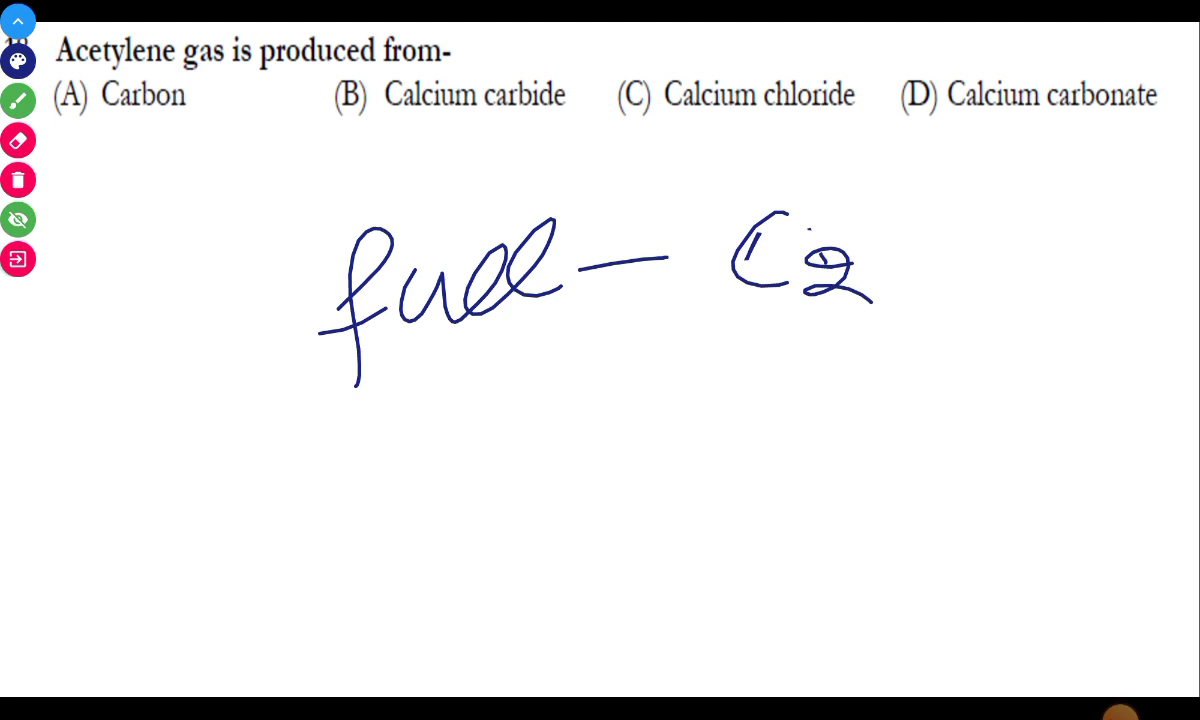 Acetylene gas is produced from-
(A) Carbon (B) Calcium carbide (C) Calcium chloride (D) Calcium carbonate
fuel — C2